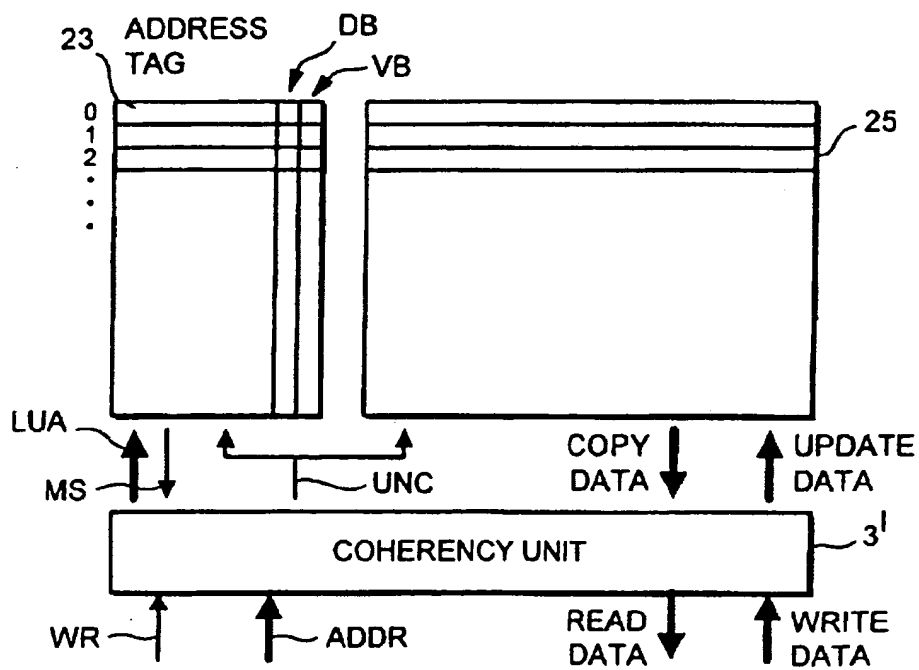 23
ADDRESS
TAG
DB
VB
0
1
2
25
LUA
MS
UNC
COPY
DATA
UPDATE
DATA
COHERENCY UNIT
3'
WR
ADDR
READ
DATA
WRITE
DATA